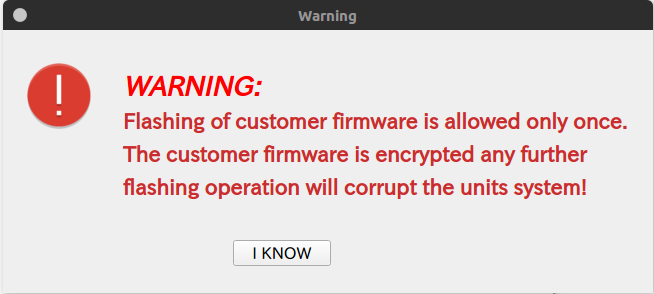 Warning
WARNING:
Flashing of customer firmware is allowed only once.
The customer firmware is encrypted any further
flashing operation will corrupt the units system!
I KNOW